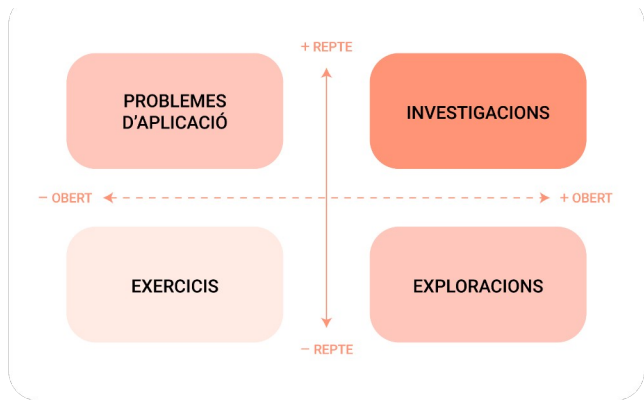 + REPTE
PROBLEMES
D'APLICACIÓ
INVESTIGACIONS
− OBERT
+ OBERT
EXERCICIS
EXPLORACIONS
− REPTE